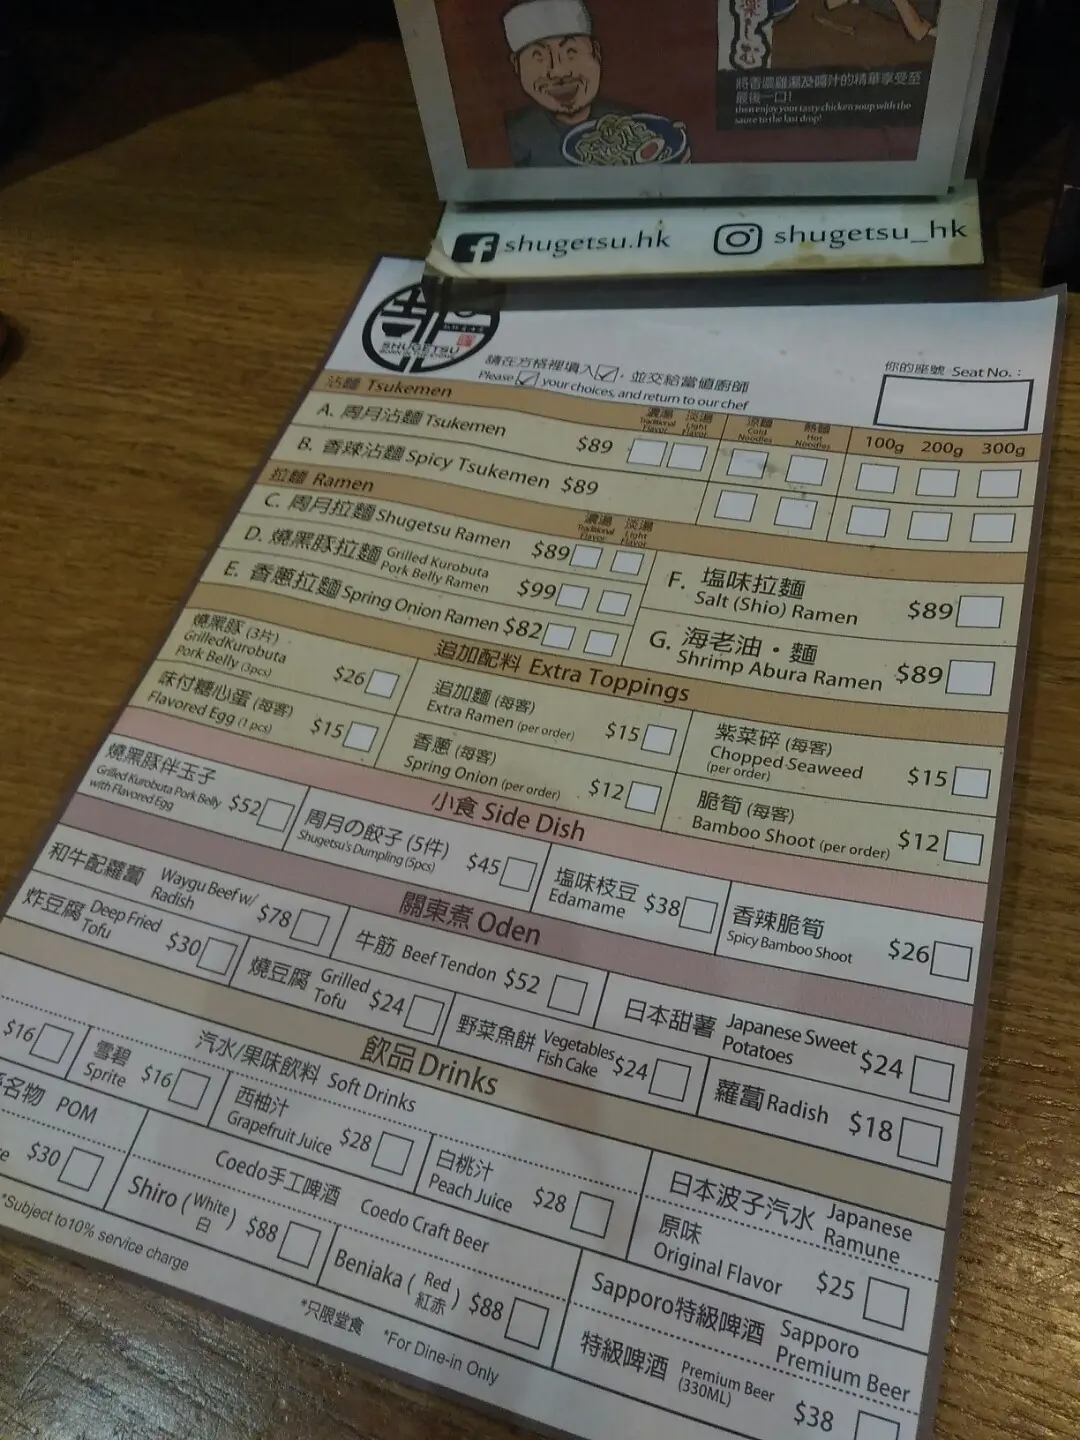 將香濃雞湯及醬汁的精華享受至
最後一口!
then enjoy your tasty chicken soup with the
sauce to the last drop!
shugetsu.hk
shugetsu_hk
SHUGETSU
請在方格裡填入☑,並交給當值廚師
Please ☑ your choices, and return to our chef
你的座號 Seat No. :
沾麵 Tsukemen
濃湯 Traditional Flavor
淡湯 Light Flavor
涼麵 Cold Noodles
熱麵 Hot Noodles
100g 200g 300g
A. 周月沾麵 Tsukemen $89
B. 香辣沾麵 Spicy Tsukemen $89
拉麵 Ramen
濃湯 Traditional Flavor
淡湯 Light Flavor
C. 周月拉麵 Shugetsu Ramen $89
D. 燒黑豚拉麵 Grilled Kurobuta Pork Belly Ramen $99
E. 香蔥拉麵 Spring Onion Ramen $82
F. 塩味拉麵
Salt (Shio) Ramen $89
G. 海老油・麵
Shrimp Abura Ramen $89
追加配料 Extra Toppings
燒黑豚 (3片)
GrilledKurobuta
Pork Belly (3pcs) $26
追加麵 (每客)
Extra Ramen (per order) $15
紫菜碎 (每客)
Chopped Seaweed
(per order) $15
味付糖心蛋 (每客)
Flavored Egg (1 pcs) $15
香蔥 (每客)
Spring Onion (per order) $12
脆筍 (每客)
Bamboo Shoot (per order) $12
小食 Side Dish
燒黑豚伴玉子
Grilled Kurobuta Pork Belly
with Flavored Egg $52
周月の餃子 (5件)
Shugetsu's Dumpling (5pcs) $45
塩味枝豆
Edamame $38
香辣脆筍
Spicy Bamboo Shoot $26
關東煮 Oden
和牛配蘿蔔 Waygu Beef w/ Radish $78
牛筋 Beef Tendon $52
日本甜薯 Japanese Sweet Potatoes $24
炸豆腐 Deep Fried Tofu $30
燒豆腐 Grilled Tofu $24
野菜魚餅 Vegetables Fish Cake $24
蘿蔔 Radish $18
飲品 Drinks
汽水/果味飲料 Soft Drinks
$16
雪碧
Sprite $16
西柚汁
Grapefruit Juice $28
白桃汁
Peach Juice $28
日本波子汽水 Japanese Ramune
原味
Original Flavor $25
名物 POM
$30
Coedo手工啤酒 Coedo Craft Beer
Shiro (White 白) $88
Beniaka (Red 紅赤) $88
Sapporo特級啤酒 Sapporo Premium Beer
特級啤酒 Premium Beer (330ML) $38
*Subject to10% service charge
*只限堂食 *For Dine-in Only